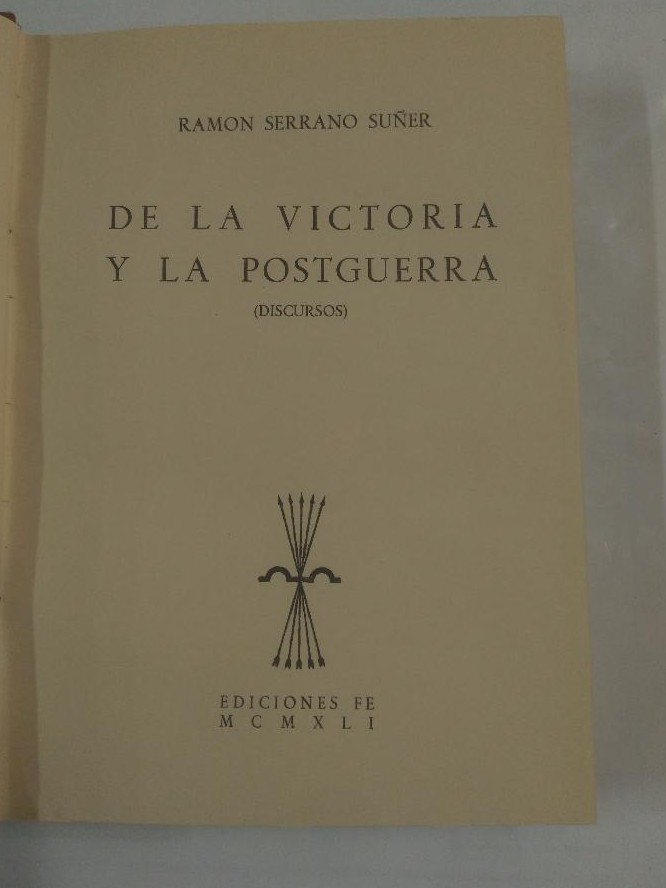 RAMON SERRANO SUÑER
DE LA VICTORIA
Y LA POSTGUERRA
(DISCURSOS)
EDICIONES FE
MCMXLI